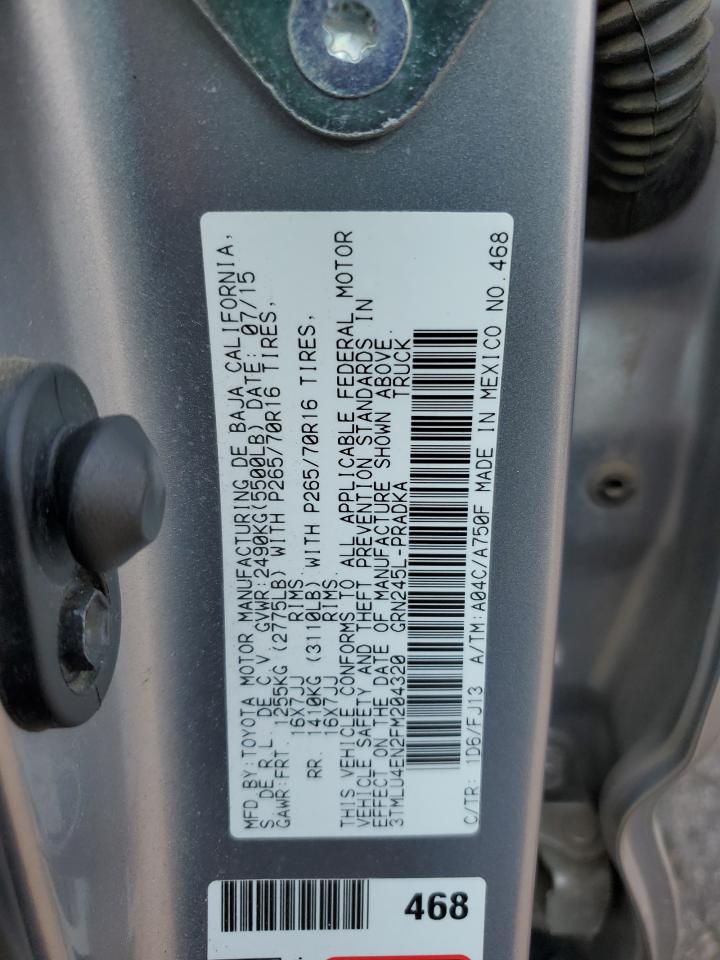 MFD BY:TOYOTA MOTOR MANUFACTURING DE BAJA CALIFORNIA,
S. DE R.L. DE C.V. GVWR:2490KG(5500LB) DATE: 07/15
GAWR:FRT. 1255KG (2775LB) WITH P265/70R16 TIRES,
16X7JJ RIMS
RR. 1410KG (3110LB) WITH P265/70R16 TIRES,
16X7JJ RIMS
THIS VEHICLE CONFORMS TO ALL APPLICABLE FEDERAL MOTOR
VEHICLE SAFETY AND THEFT PREVENTION STANDARDS IN
EFFECT ON THE DATE OF MANUFACTURE SHOWN ABOVE.
3TMLU4EN2FM204320 GRN245L-PRADKA TRUCK
C/TR: 1D6/FJ13 A/TM:A04C/A750F MADE IN MEXICO NO.468
468